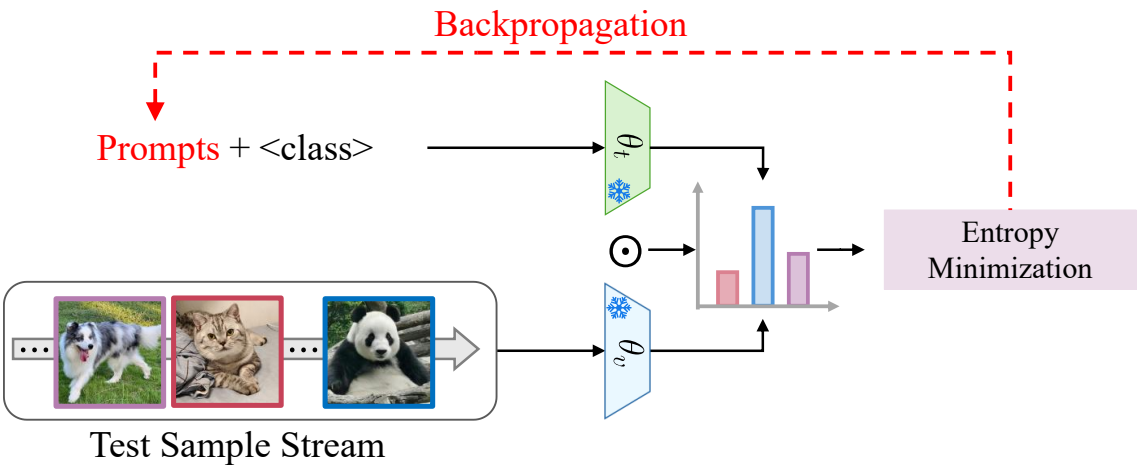 Backpropagation
Prompts + <class>
θt
Entropy
Minimization
θv
Test Sample Stream